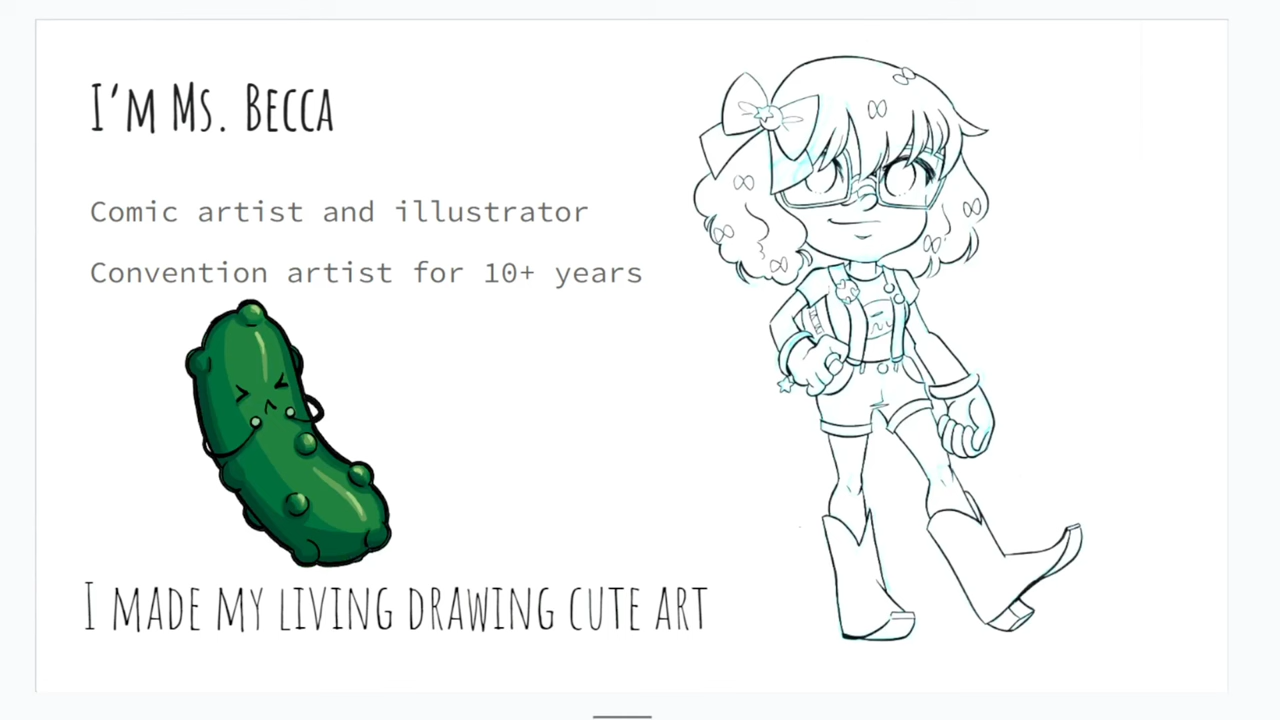 I'm Ms. Becca
Comic artist and illustrator
Convention artist for 10+ years
I made my living drawing cute art